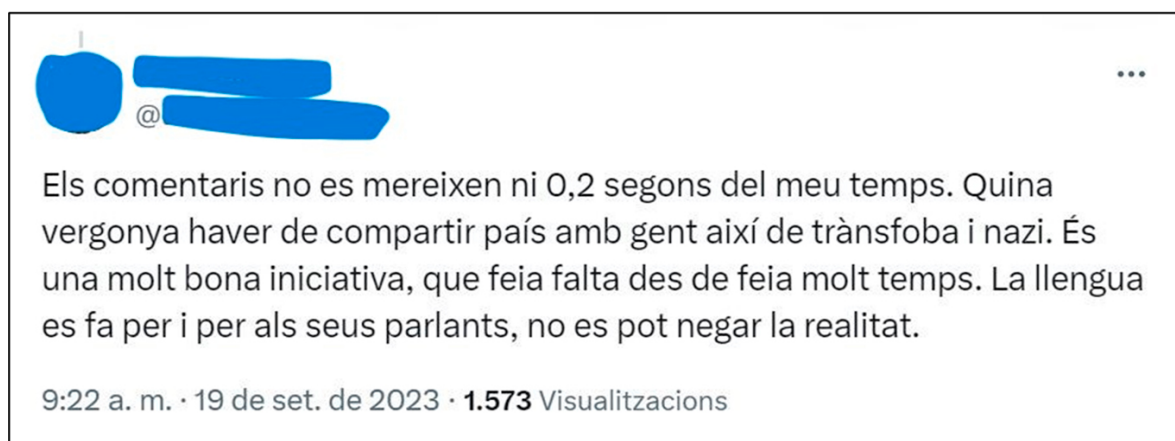 @
Els comentaris no es mereixen ni 0,2 segons del meu temps. Quina
vergonya haver de compartir país amb gent així de trànsfoba i nazi. És
una molt bona iniciativa, que feia falta des de feia molt temps. La llengua
es fa per i per als seus parlants, no es pot negar la realitat.
9:22 a. m. · 19 de set. de 2023 · 1.573 Visualitzacions